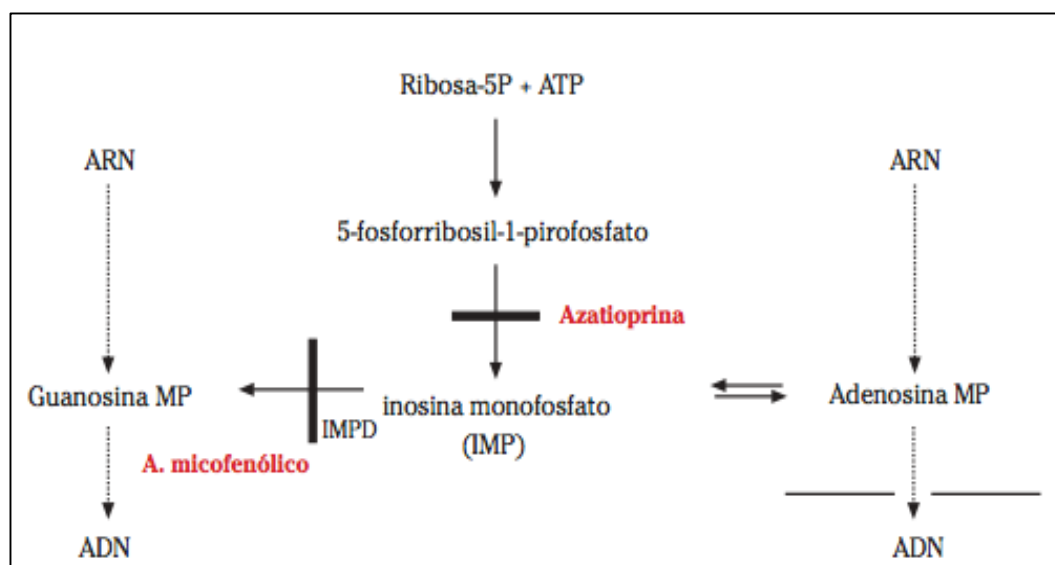 Ribosa-5P + ATP
ARN
ARN
5-fosforribosil-1-pirofosfato
Azatioprina
Guanosina MP
IMPD
inosina monofosfato
(IMP)
Adenosina MP
A. micofenólico
ADN
ADN